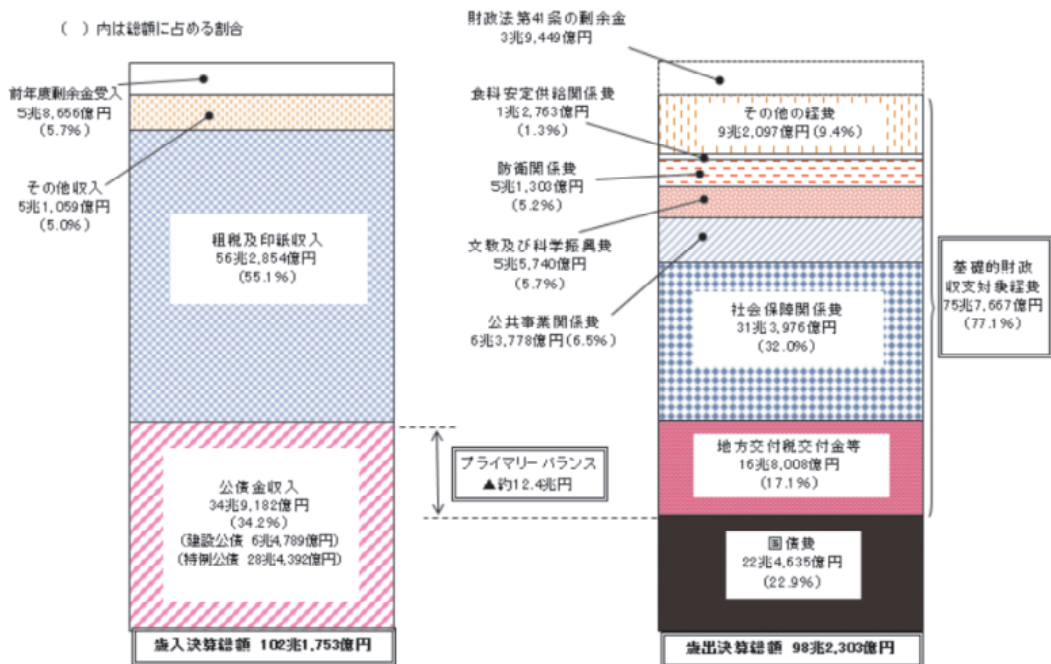 （ ）内は総額に占める割合
前年度剰余金受入
5兆8,656億円
(5.7%)
その他収入
5兆1,059億円
(5.0%)
租税及印紙収入
56兆2,854億円
(55.1%)
公債金収入
34兆9,182億円
(34.2%)
(建設公債 6兆4,789億円)
(特例公債 28兆4,392億円)
歳入決算総額 102兆1,753億円
プライマリーバランス
▲約12.4兆円
財政法第41条の剰余金
3兆9,449億円
食料安定供給関係費
1兆2,763億円
(1.3%)
防衛関係費
5兆1,303億円
(5.2%)
文教及び科学振興費
5兆5,740億円
(5.7%)
公共事業関係費
6兆3,778億円(6.5%)
その他の経費
9兆2,097億円(9.4%)
社会保障関係費
31兆3,976億円
(32.0%)
地方交付税交付金等
16兆8,008億円
(17.1%)
国債費
22兆4,635億円
(22.9%)
歳出決算総額 98兆2,303億円
基礎的財政
収支対象経費
75兆7,667億円
(77.1%)